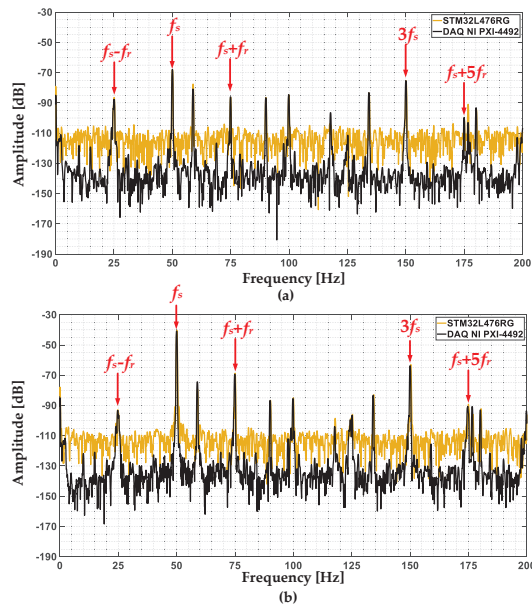 fs
STM32L476RG
DAQ NI PXI-4492
fs-fr
fs+fr
3fs
fs+5fr
Amplitude [dB]
-30
-50
-70
-90
-110
-130
-150
-170
-190
0 25 50 75 100 125 150 175 200
Frequency [Hz]
(a)
fs
STM32L476RG
DAQ NI PXI-4492
fs-fr
fs+fr
3fs
fs+5fr
Amplitude [dB]
-30
-50
-70
-90
-110
-130
-150
-170
-190
0 25 50 75 100 125 150 175 200
Frequency [Hz]
(b)